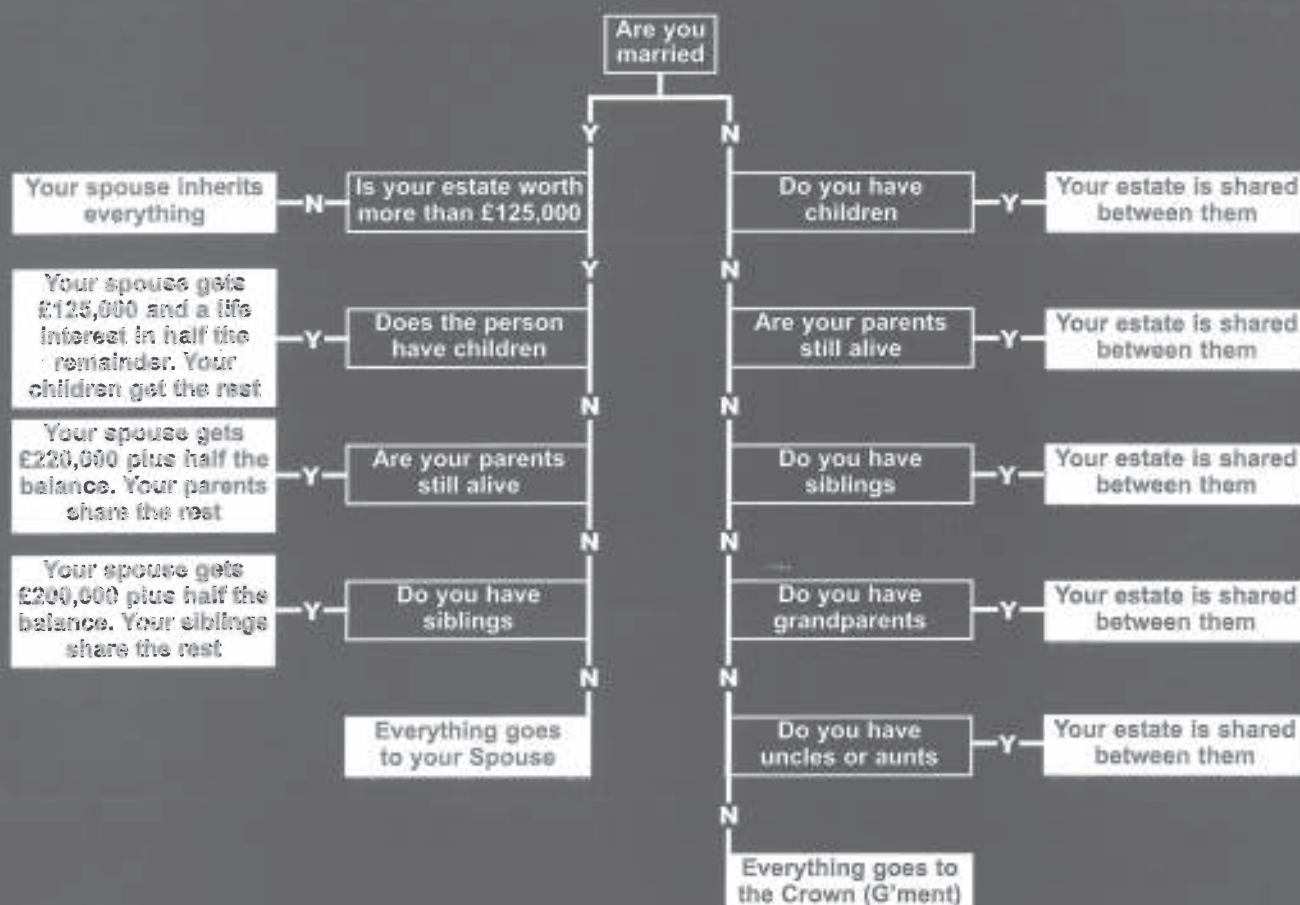 Are you
married
Y
N
Your spouse inherits
everything
N
Is your estate worth
more than £125,000
Do you have
children
Y
Your estate is shared
between them
Y
N
Your spouse gets
£125,000 and a life
interest in half the
remainder. Your
children get the rest
Y
Does the person
have children
Are your parents
still alive
Y
Your estate is shared
between them
N
N
Your spouse gets
£220,000 plus half the
balance. Your parents
share the rest
Y
Are your parents
still alive
Do you have
siblings
Y
Your estate is shared
between them
N
N
Your spouse gets
£200,000 plus half the
balance. Your siblings
share the rest
Y
Do you have
siblings
Do you have
grandparents
Y
Your estate is shared
between them
N
N
Everything goes
to your Spouse
Do you have
uncles or aunts
Y
Your estate is shared
between them
N
Everything goes to
the Crown (G'ment)